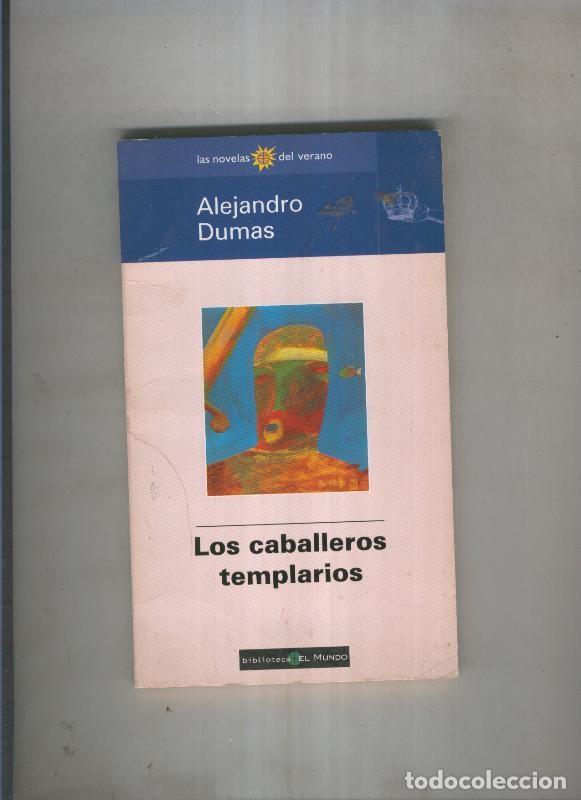 las novelas del verano
Alejandro
Dumas
Los caballeros
templarios
biblioteca EL MUNDO
todocoleccion